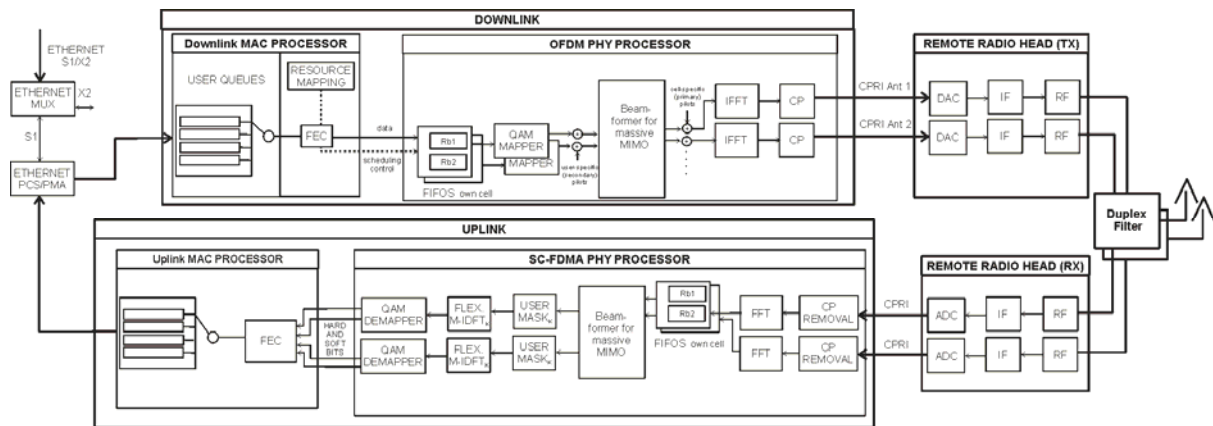 DOWNLINK
ETHERNET
S1/X2
ETHERNET
MUX
X2
S1
ETHERNET
PCS/PMA
Downlink MAC PROCESSOR
USER QUEUES
RESOURCE
MAPPING
FEC
data
scheduling
control
OFDM PHY PROCESSOR
Rb1
Rb2
FIFOS own cell
QAM
MAPPER
MAPPER
user-specific
(secondary)
pilots
Beam-
former for
massive
MIMO
cell-specific
(primary)
pilots
IFFT
CP
IFFT
CP
CPRI Ant 1
CPRI Ant 2
REMOTE RADIO HEAD (TX)
DAC
IF
RF
DAC
IF
RF
Duplex
Filter
UPLINK
Uplink MAC PROCESSOR
FEC
HARD
AND
SOFT
BITS
SC-FDMA PHY PROCESSOR
QAM
DEMAPPER
FLEX.
M-IDFTK
USER
MASKK
QAM
DEMAPPER
FLEX.
M-IDFTK
USER
MASKK
Beam-
former for
massive
MIMO
Rb1
Rb2
FIFOS own cell
FFT
CP
REMOVAL
FFT
CP
REMOVAL
CPRI
CPRI
REMOTE RADIO HEAD (RX)
ADC
IF
RF
ADC
IF
RF